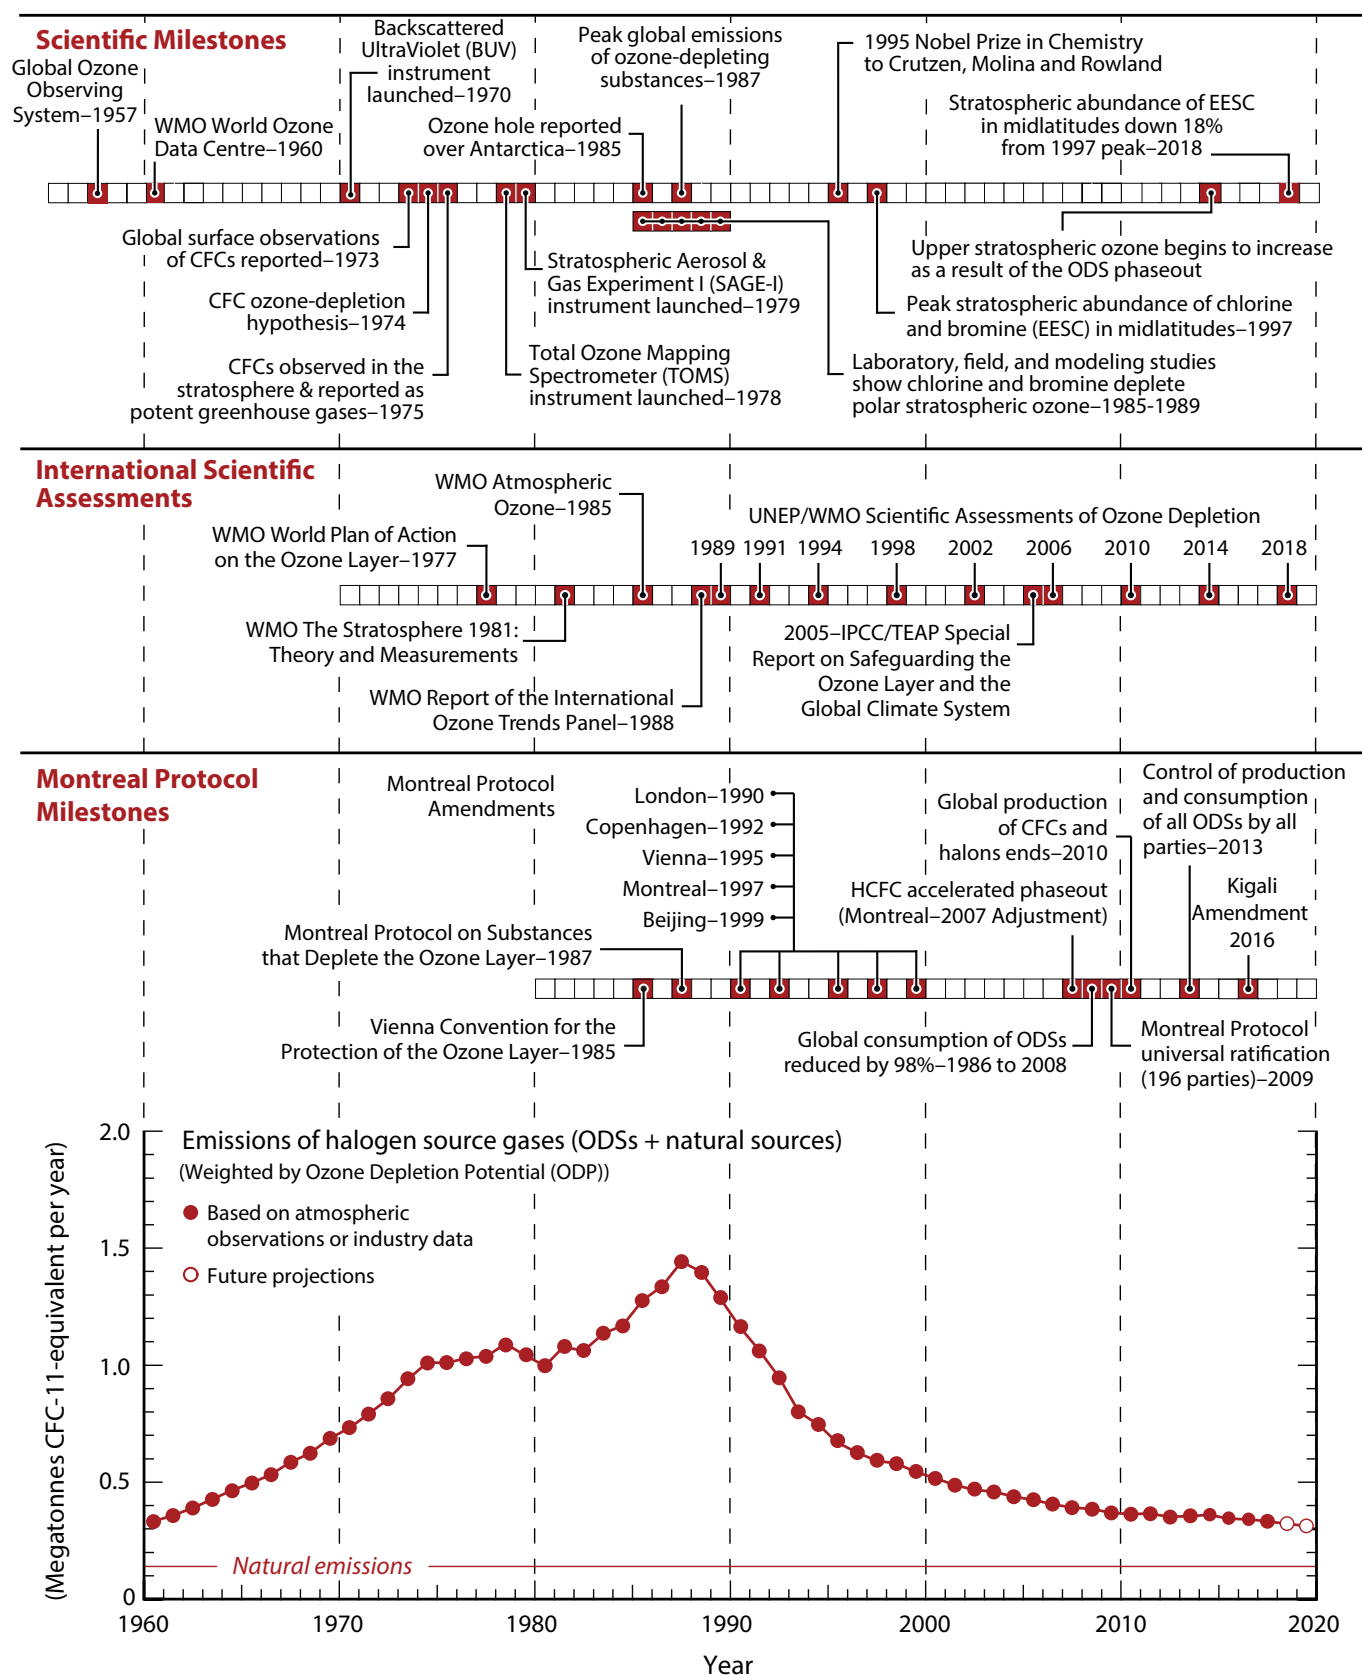 Scientific Milestones
Global Ozone
Observing
System–1957
WMO World Ozone
Data Centre–1960
Backscattered
UltraViolet (BUV)
instrument
launched–1970
Ozone hole reported
over Antarctica–1985
Peak global emissions
of ozone-depleting
substances–1987
1995 Nobel Prize in Chemistry
to Crutzen, Molina and Rowland
Stratospheric abundance of EESC
in midlatitudes down 18%
from 1997 peak–2018
Global surface observations
of CFCs reported–1973
CFC ozone-depletion
hypothesis–1974
CFCs observed in the
stratosphere & reported as
potent greenhouse gases–1975
Stratospheric Aerosol &
Gas Experiment I (SAGE-I)
instrument launched–1979
Total Ozone Mapping
Spectrometer (TOMS)
instrument launched–1978
Upper stratospheric ozone begins to increase
as a result of the ODS phaseout
Peak stratospheric abundance of chlorine
and bromine (EESC) in midlatitudes–1997
Laboratory, field, and modeling studies
show chlorine and bromine deplete
polar stratospheric ozone–1985-1989
International Scientific
Assessments
WMO Atmospheric
Ozone–1985
WMO World Plan of Action
on the Ozone Layer–1977
UNEP/WMO Scientific Assessments of Ozone Depletion
1989 1991 1994 1998 2002 2006 2010 2014 2018
WMO The Stratosphere 1981:
Theory and Measurements
WMO Report of the International
Ozone Trends Panel–1988
2005–IPCC/TEAP Special
Report on Safeguarding the
Ozone Layer and the
Global Climate System
Montreal Protocol
Milestones
Montreal Protocol
Amendments
London–1990
Copenhagen–1992
Vienna–1995
Montreal–1997
Beijing–1999
Global production
of CFCs and
halons ends–2010
Control of production
and consumption
of all ODSs by all
parties–2013
HCFC accelerated phaseout
(Montreal–2007 Adjustment)
Kigali
Amendment
2016
Montreal Protocol on Substances
that Deplete the Ozone Layer–1987
Vienna Convention for the
Protection of the Ozone Layer–1985
Global consumption of ODSs
reduced by 98%–1986 to 2008
Montreal Protocol
universal ratification
(196 parties)–2009
Emissions of halogen source gases (ODSs + natural sources)
(Weighted by Ozone Depletion Potential (ODP))
Based on atmospheric
observations or industry data
Future projections
(Megatonnes CFC-11-equivalent per year)
2.0
1.5
1.0
0.5
0
Natural emissions
1960 1970 1980 1990 2000 2010 2020
Year